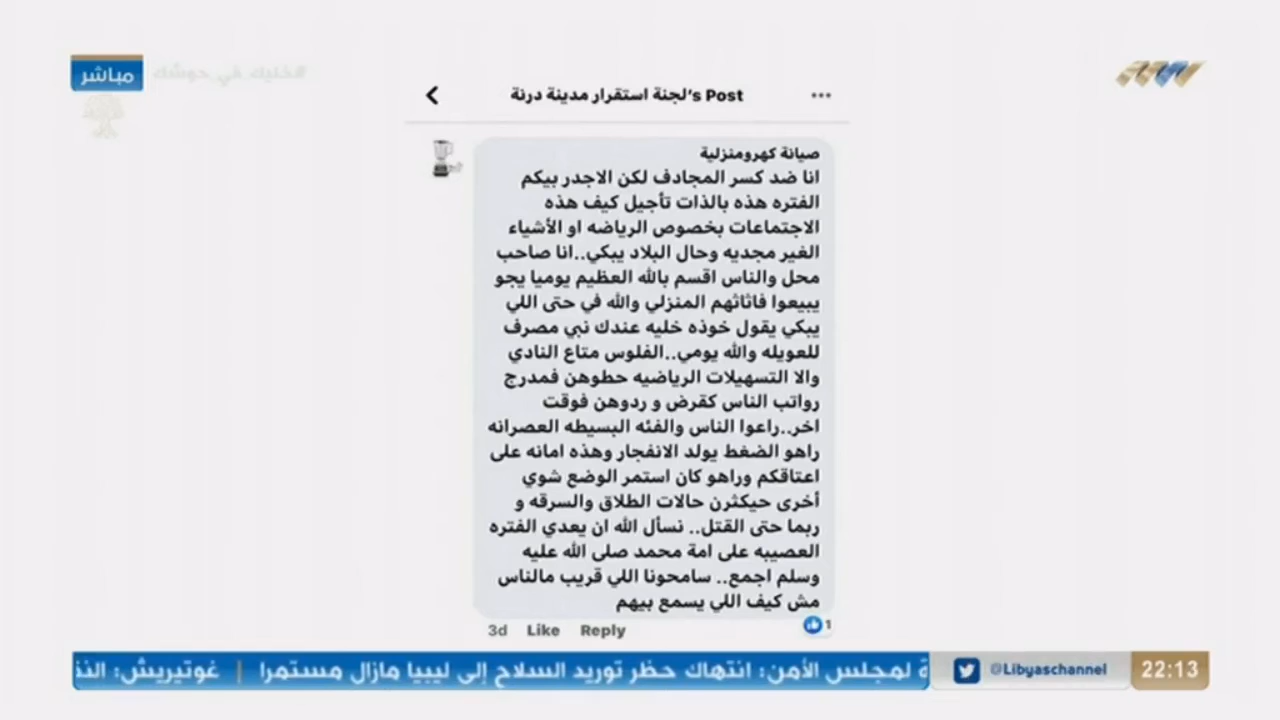 مباشر
#خليك_في_حوشك
لجنة استقرار مدينة درنة's Post
صيانة كهرومنزلية
انا ضد كسر المجادف لكن الاجدر بيكم
الفتره هذه بالذات تأجيل كيف هذه
الاجتماعات بخصوص الرياضه او الأشياء
الغير مجديه وحال البلاد يبكي..انا صاحب
محل والناس اقسم بالله العظيم يوميا يجو
يبيعوا فاثاثهم المنزلي والله في حتى اللي
يبكي يقول خوذه خليه عندك نبي مصرف
للعويله والله يومي..الفلوس متاع النادي
والا التسهيلات الرياضيه حطوهن فمدرج
رواتب الناس كقرض و ردوهن فوقت
اخر..راعوا الناس والفئه البسيطه العصرانه
راهو الضغط يولد الانفجار وهذه امانه على
اعتاقكم وراهو كان استمر الوضع شوي
أخرى حيكثرن حالات الطلاق والسرقه و
ربما حتى القتل.. نسأل الله ان يعدي الفتره
العصيبه على امة محمد صلى الله عليه
وسلم اجمع.. سامحونا اللي قريب مالناس
مش كيف اللي يسمع بيهم
3d Like Reply 1
ة لمجلس الأمن: انتهاك حظر توريد السلاح إلى ليبيا مازال مستمرا | غوتيريش: الذ
@Libyaschannel
22:13